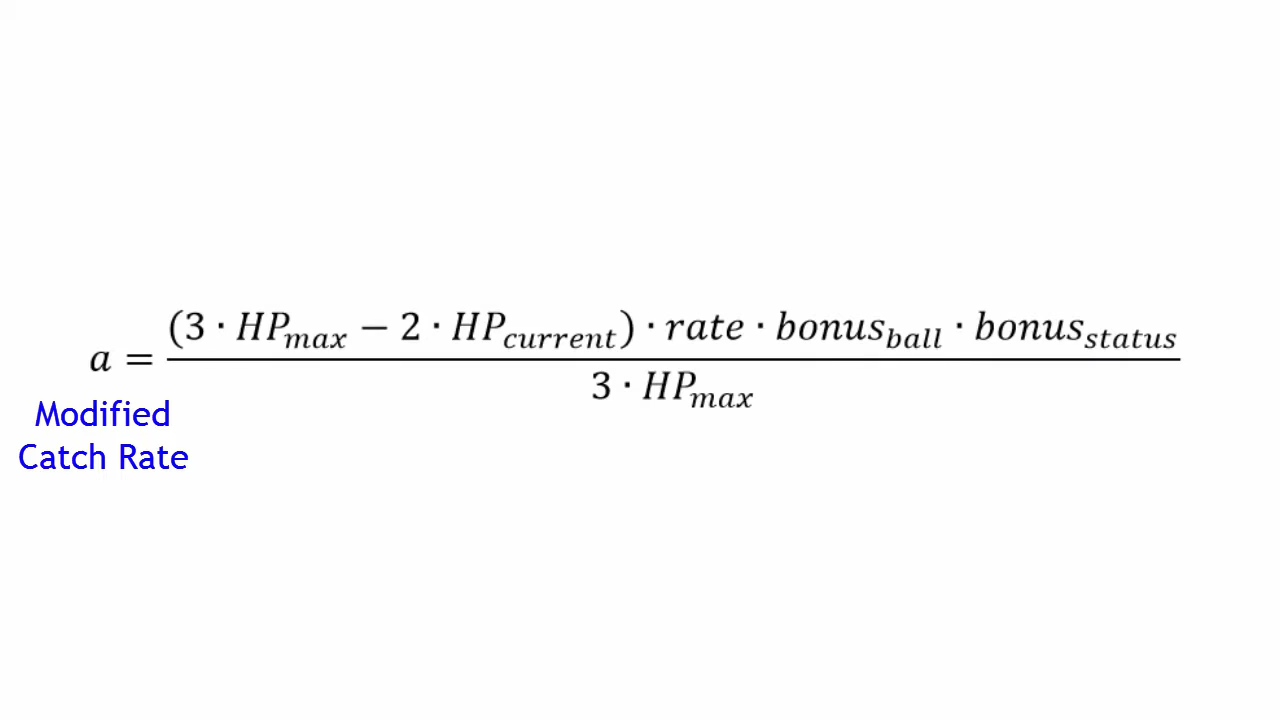 a = (3 · HP_max − 2 · HP_current) · rate · bonus_ball · bonus_status
3 · HP_max
Modified
Catch Rate